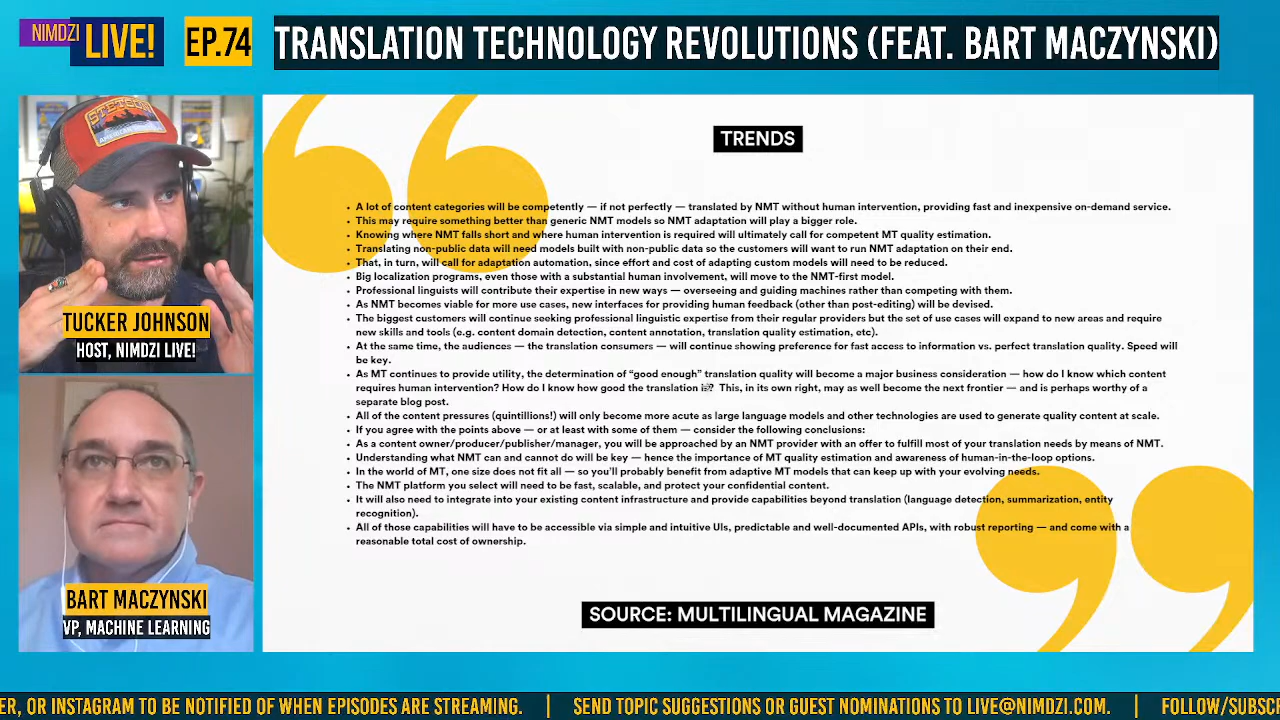 NIMDZI LIVE!
EP.74
TRANSLATION TECHNOLOGY REVOLUTIONS (FEAT. BART MACZYNSKI)
STETSON
TUCKER JOHNSON
HOST, NIMDZI LIVE!
BART MACZYNSKI
VP, MACHINE LEARNING
TRENDS
• A lot of content categories will be competently — if not perfectly — translated by NMT without human intervention, providing fast and inexpensive on-demand service.
• This may require something better than generic NMT models so NMT adaptation will play a bigger role.
• Knowing where NMT falls short and where human intervention is required will ultimately call for competent MT quality estimation.
• Translating non-public data will need models built with non-public data so the customers will want to run NMT adaptation on their end.
• That, in turn, will call for adaptation automation, since effort and cost of adapting custom models will need to be reduced.
• Big localization programs, even those with a substantial human involvement, will move to the NMT-first model.
• Professional linguists will contribute their expertise in new ways — overseeing and guiding machines rather than competing with them.
• As NMT becomes viable for more use cases, new interfaces for providing human feedback (other than post-editing) will be devised.
• The biggest customers will continue seeking professional linguistic expertise from their regular providers but the set of use cases will expand to new areas and require
new skills and tools (e.g. content domain detection, content annotation, translation quality estimation, etc).
• At the same time, the audiences — the translation consumers — will continue showing preference for fast access to information vs. perfect translation quality. Speed will
be key.
• As MT continues to provide utility, the determination of “good enough” translation quality will become a major business consideration — how do I know which content
requires human intervention? How do I know how good the translation is? This, in its own right, may as well become the next frontier — and is perhaps worthy of a
separate blog post.
• All of the content pressures (quintillions!) will only become more acute as large language models and other technologies are used to generate quality content at scale.
• If you agree with the points above — or at least with some of them — consider the following conclusions:
• As a content owner/producer/publisher/manager, you will be approached by an NMT provider with an offer to fulfill most of your translation needs by means of NMT.
• Understanding what NMT can and cannot do will be key — hence the importance of MT quality estimation and awareness of human-in-the-loop options.
• In the world of MT, one size does not fit all — so you’ll probably benefit from adaptive MT models that can keep up with your evolving needs.
• The NMT platform you select will need to be fast, scalable, and protect your confidential content.
• It will also need to integrate into your existing content infrastructure and provide capabilities beyond translation (language detection, summarization, entity
recognition).
• All of those capabilities will have to be accessible via simple and intuitive UIs, predictable and well-documented APIs, with robust reporting — and come with a
reasonable total cost of ownership.
SOURCE: MULTILINGUAL MAGAZINE
ER, OR INSTAGRAM TO BE NOTIFIED OF WHEN EPISODES ARE STREAMING. | SEND TOPIC SUGGESTIONS OR GUEST NOMINATIONS TO LIVE@NIMDZI.COM. | FOLLOW/SUBSC